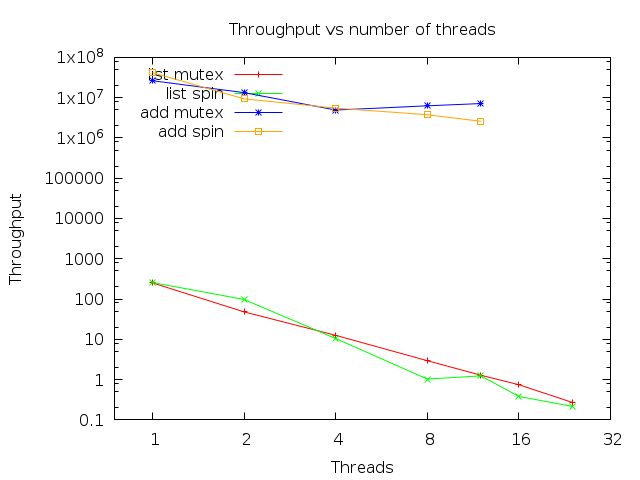 Throughput vs number of threads
1x10^8
1x10^7
1x10^6
100000
10000
1000
100
10
1
0.1
Throughput
list mutex
list spin
add mutex
add spin
1 2 4 8 16 32
Threads